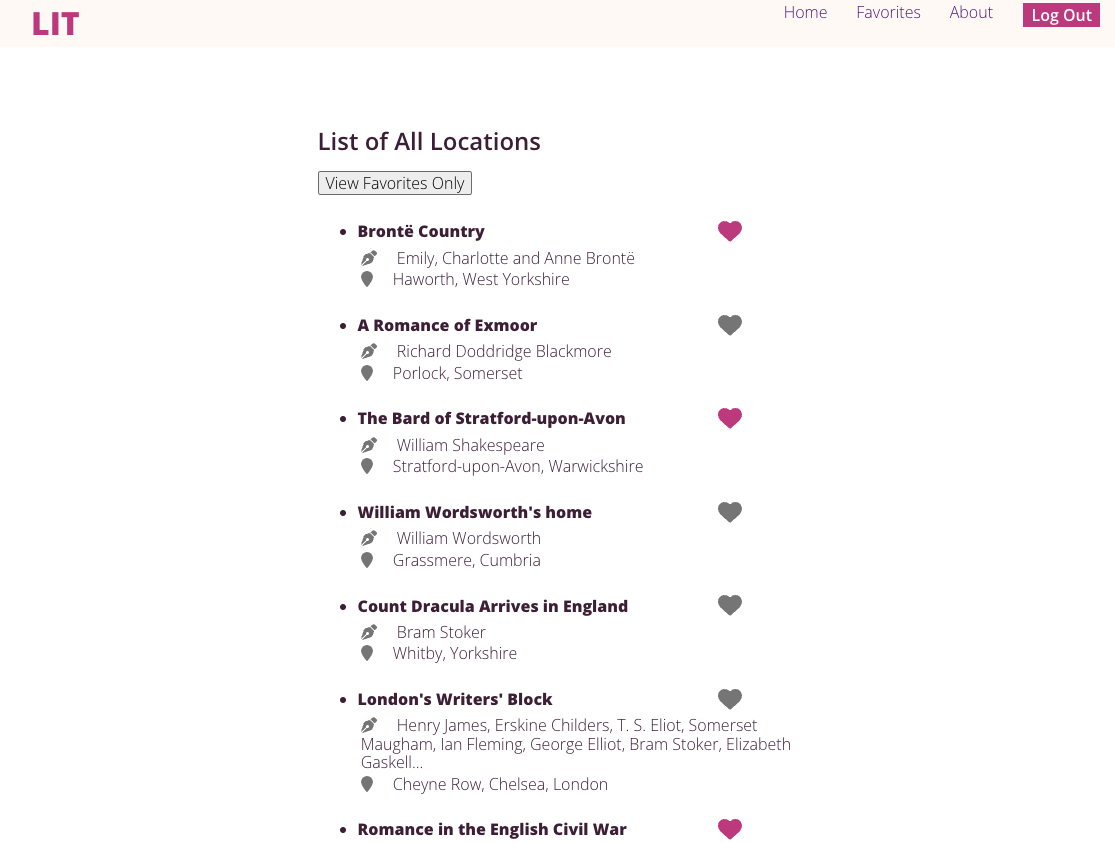 LIT
Home Favorites About Log Out
List of All Locations
View Favorites Only
Brontë Country
Emily, Charlotte and Anne Brontë
Haworth, West Yorkshire
A Romance of Exmoor
Richard Doddridge Blackmore
Porlock, Somerset
The Bard of Stratford-upon-Avon
William Shakespeare
Stratford-upon-Avon, Warwickshire
William Wordsworth's home
William Wordsworth
Grassmere, Cumbria
Count Dracula Arrives in England
Bram Stoker
Whitby, Yorkshire
London's Writers' Block
Henry James, Erskine Childers, T. S. Eliot, Somerset
Maugham, Ian Fleming, George Elliot, Bram Stoker, Elizabeth
Gaskell...
Cheyne Row, Chelsea, London
Romance in the English Civil War